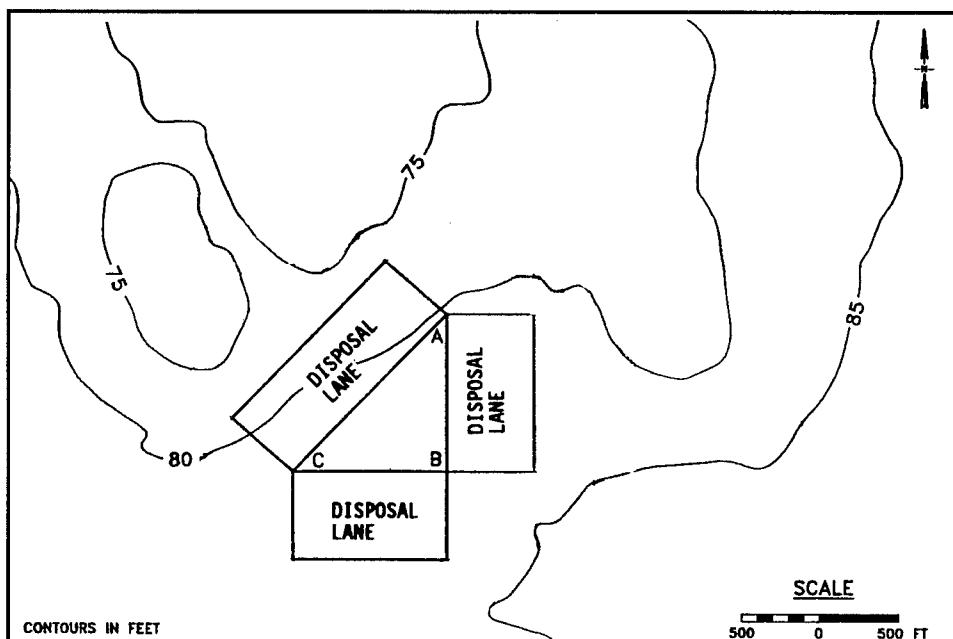 75
75
85
A
DISPOSAL
LANE
DISPOSAL
LANE
80
C
B
DISPOSAL
LANE
SCALE
CONTOURS IN FEET
500 0 500 FT